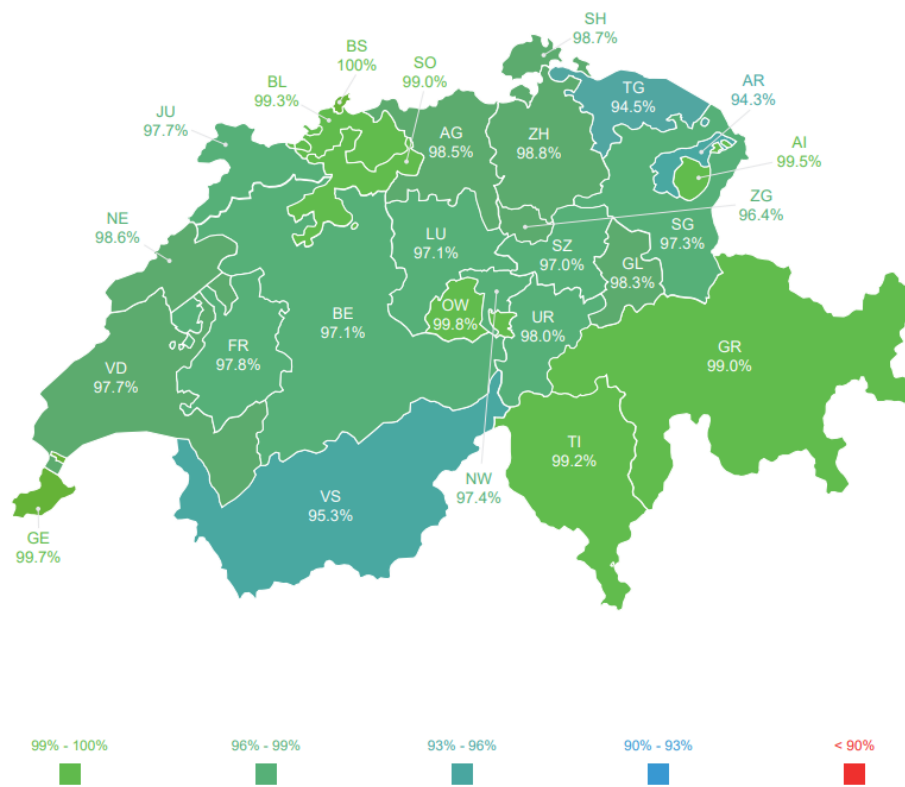 SH
98.7%
BS
100%
SO
99.0%
BL
99.3%
TG
94.5%
AR
94.3%
JU
97.7%
AG
98.5%
ZH
98.8%
AI
99.5%
ZG
96.4%
NE
98.6%
LU
97.1%
SZ
97.0%
SG
97.3%
GL
98.3%
OW
99.8%
UR
98.0%
BE
97.1%
FR
97.8%
GR
99.0%
VD
97.7%
TI
99.2%
NW
97.4%
VS
95.3%
GE
99.7%
99% - 100%
96% - 99%
93% - 96%
90% - 93%
< 90%